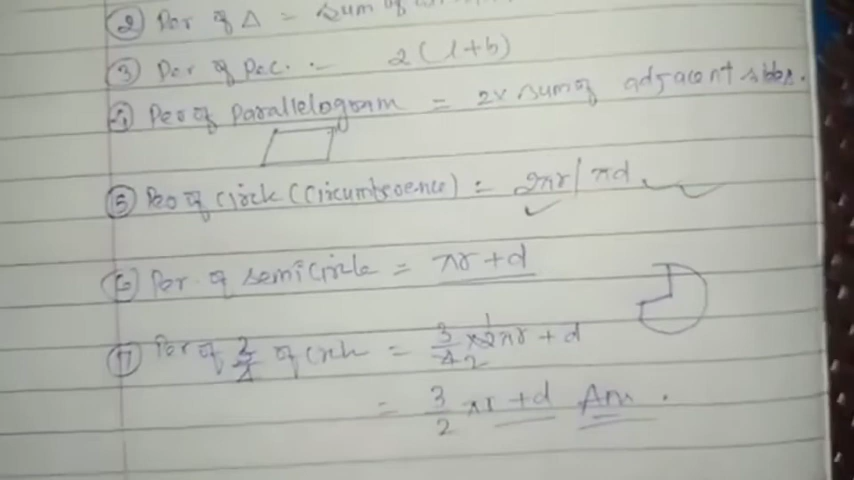 ② Per of Δ = sum of
③ Per of Rec. = 2(l+b)
④ Per of Parallelogram = 2x sum of adjacent sides.
⑤ Per of Circle (Circumference) = 2πr/πd
⑥ Per. of semicircle = πr+d
⑦ Per of 3/4 of circle = 3/4 x 2πr + d
= 3/2 πr + d Ans.